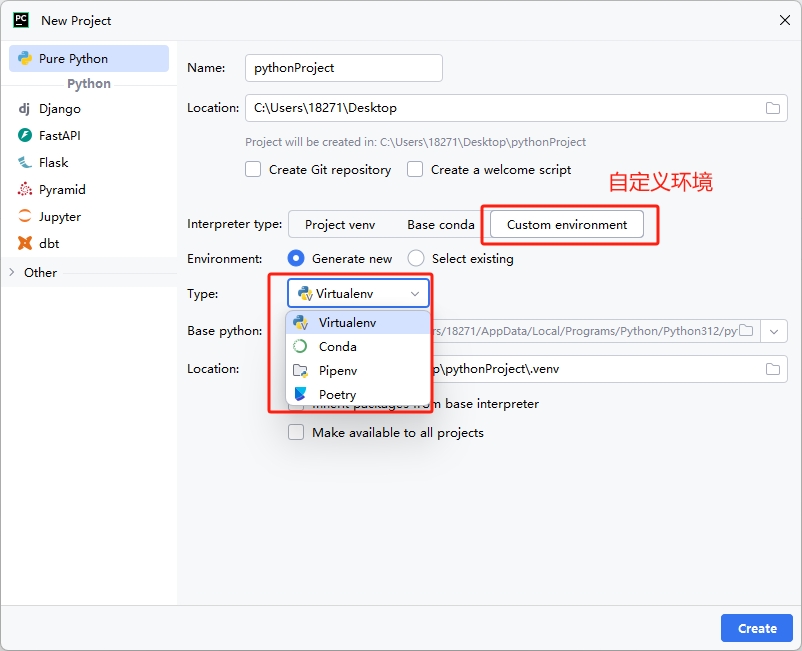 PC New Project
Pure Python
Python
dj Django
FastAPI
Flask
Pyramid
Jupyter
dbt
Other
Name: pythonProject
Location: C:\Users\18271\Desktop
Project will be created in: C:\Users\18271\Desktop\pythonProject
Create Git repository Create a welcome script
自定义环境
Interpreter type: Project venv Base conda Custom environment
Environment: Generate new Select existing
Type: Virtualenv
Virtualenv
Conda
Pipenv
Poetry
Base python: rs/18271/AppData/Local/Programs/Python/Python312/py
Location: p\pythonProject\.venv
Inherit packages from base interpreter
Make available to all projects
Create